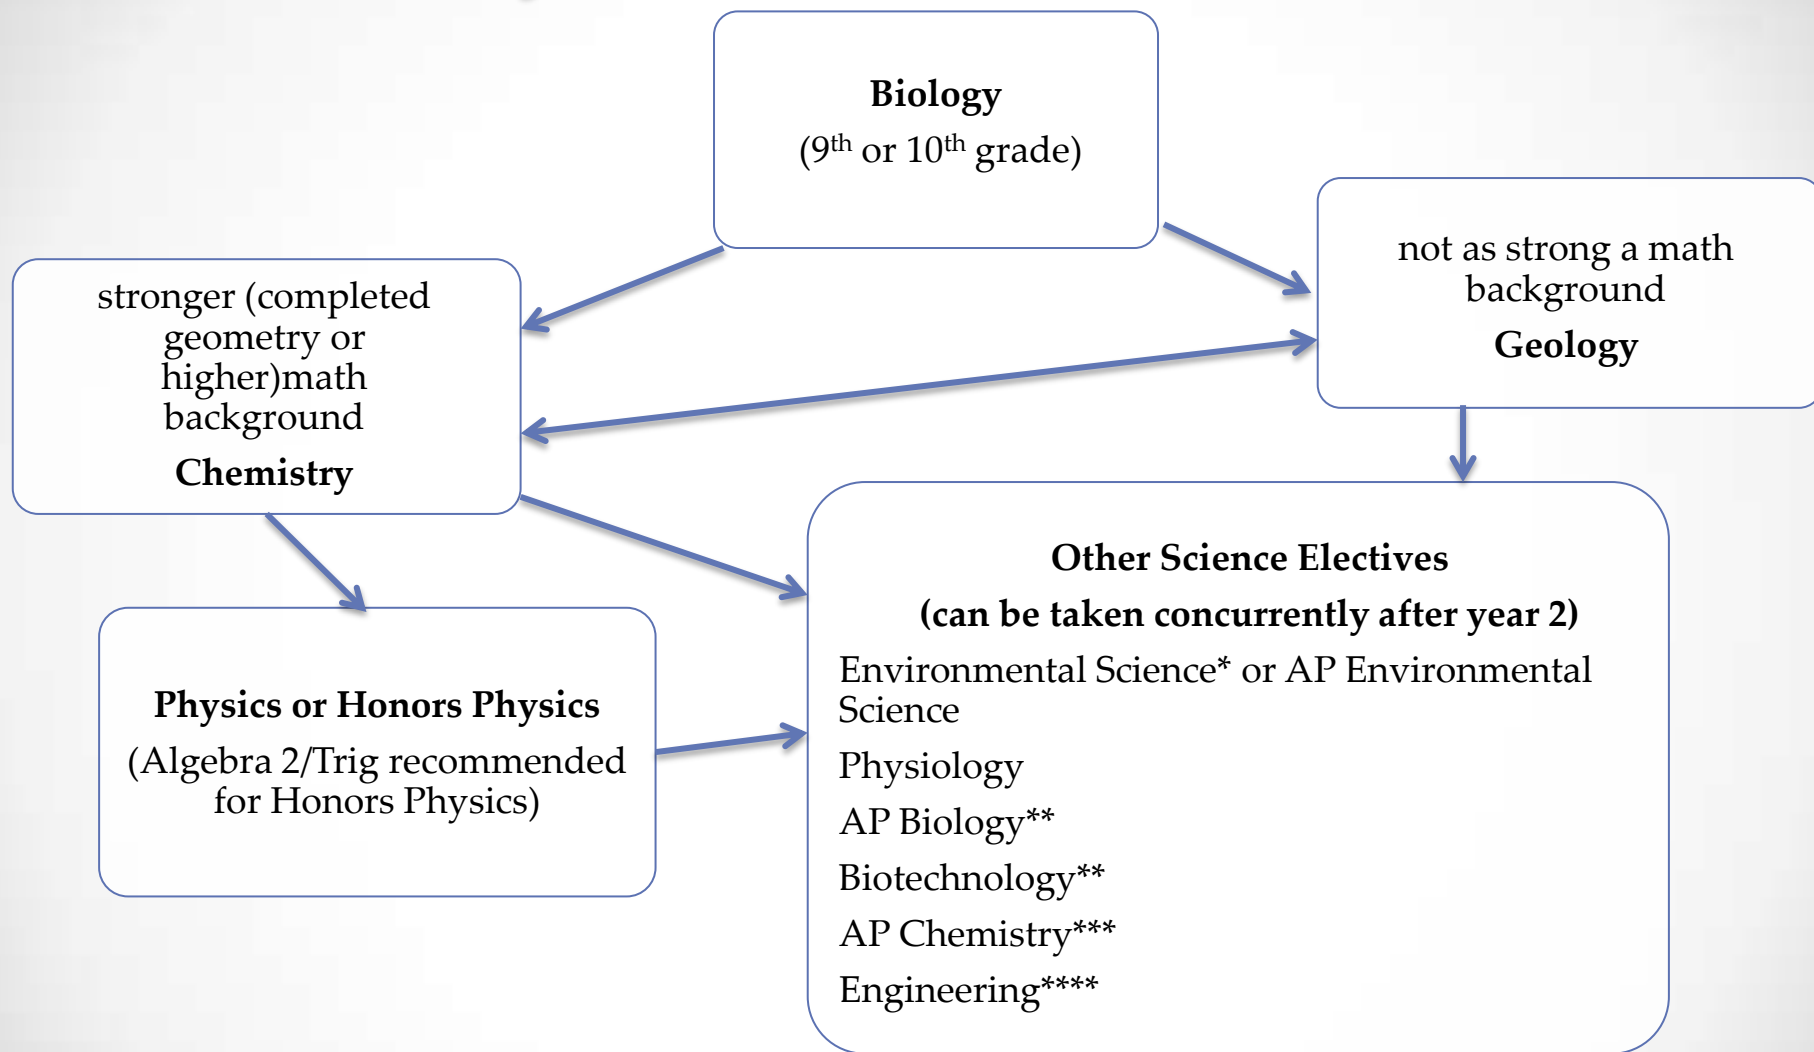 Biology
(9th or 10th grade)
not as strong a math
background
Geology
stronger (completed
geometry or
higher)math
background
Chemistry
Physics or Honors Physics
(Algebra 2/Trig recommended
for Honors Physics)
Other Science Electives
(can be taken concurrently after year 2)
Environmental Science* or AP Environmental
Science
Physiology
AP Biology**
Biotechnology**
AP Chemistry***
Engineering****